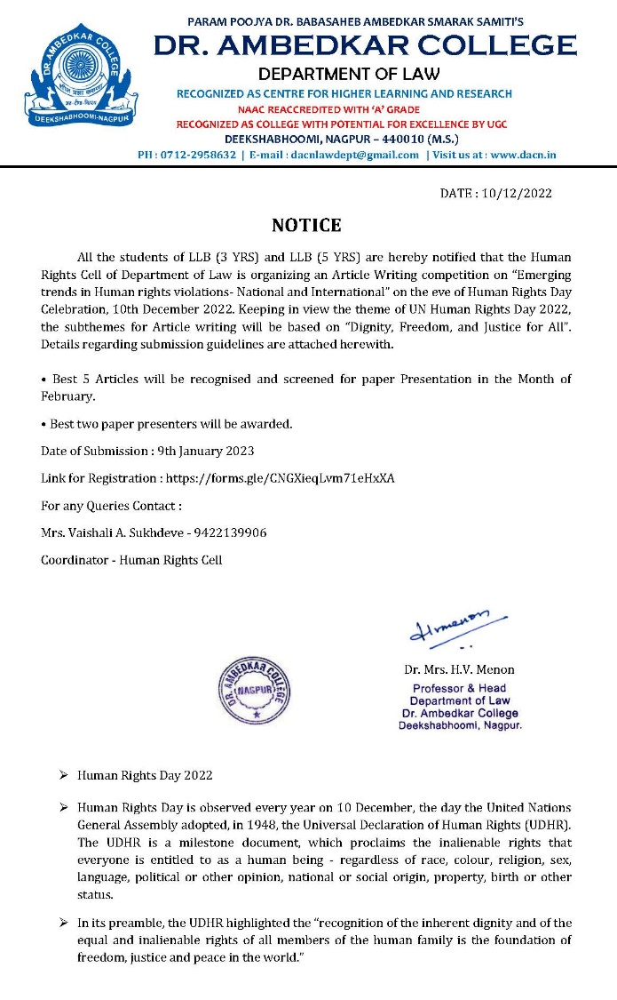 PARAM POOJYA DR. BABASAHEB AMBEDKAR SMARAK SAMITI'S
DR. AMBEDKAR COLLEGE
DEPARTMENT OF LAW
RECOGNIZED AS CENTRE FOR HIGHER LEARNING AND RESEARCH
NAAC REACCREDITED WITH ‘A’ GRADE
RECOGNIZED AS COLLEGE WITH POTENTIAL FOR EXCELLENCE BY UGC
DEEKSHABHOOMI, NAGPUR – 440010 (M.S.)
PH : 0712-2958632 | E-mail : dacnlawdept@gmail.com | Visit us at : www.dacn.in
DR. AMBEDKAR COLLEGE
DEEKSHABHOOMI-NAGPUR
DATE : 10/12/2022
NOTICE
All the students of LLB (3 YRS) and LLB (5 YRS) are hereby notified that the Human
Rights Cell of Department of Law is organizing an Article Writing competition on “Emerging
trends in Human rights violations- National and International” on the eve of Human Rights Day
Celebration, 10th December 2022. Keeping in view the theme of UN Human Rights Day 2022,
the subthemes for Article writing will be based on “Dignity, Freedom, and Justice for All”.
Details regarding submission guidelines are attached herewith.
• Best 5 Articles will be recognised and screened for paper Presentation in the Month of
February.
• Best two paper presenters will be awarded.
Date of Submission : 9th January 2023
Link for Registration : https://forms.gle/CNGXieqLvm71eHxXA
For any Queries Contact :
Mrs. Vaishali A. Sukhdeve - 9422139906
Coordinator - Human Rights Cell
Hvmenon
DR. AMBEDKAR COLLEGE
NAGPUR
Dr. Mrs. H.V. Menon
Professor & Head
Department of Law
Dr. Ambedkar College
Deekshabhoomi, Nagpur.
➢ Human Rights Day 2022
➢ Human Rights Day is observed every year on 10 December, the day the United Nations
General Assembly adopted, in 1948, the Universal Declaration of Human Rights (UDHR).
The UDHR is a milestone document, which proclaims the inalienable rights that
everyone is entitled to as a human being - regardless of race, colour, religion, sex,
language, political or other opinion, national or social origin, property, birth or other
status.
➢ In its preamble, the UDHR highlighted the “recognition of the inherent dignity and of the
equal and inalienable rights of all members of the human family is the foundation of
freedom, justice and peace in the world.”